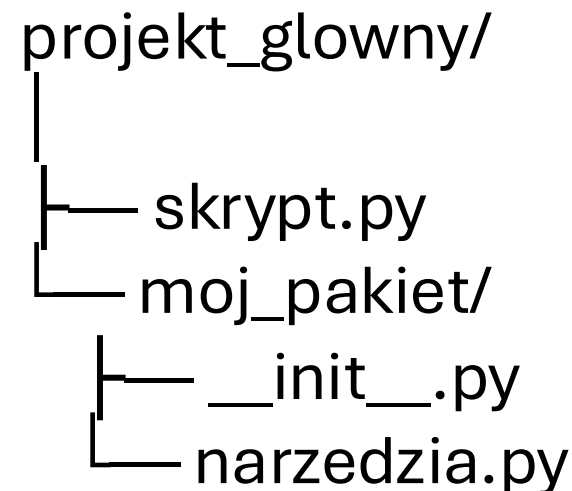 projekt_glowny/
│
├── skrypt.py
└── moj_pakiet/
    ├── __init__.py
    └── narzedzia.py